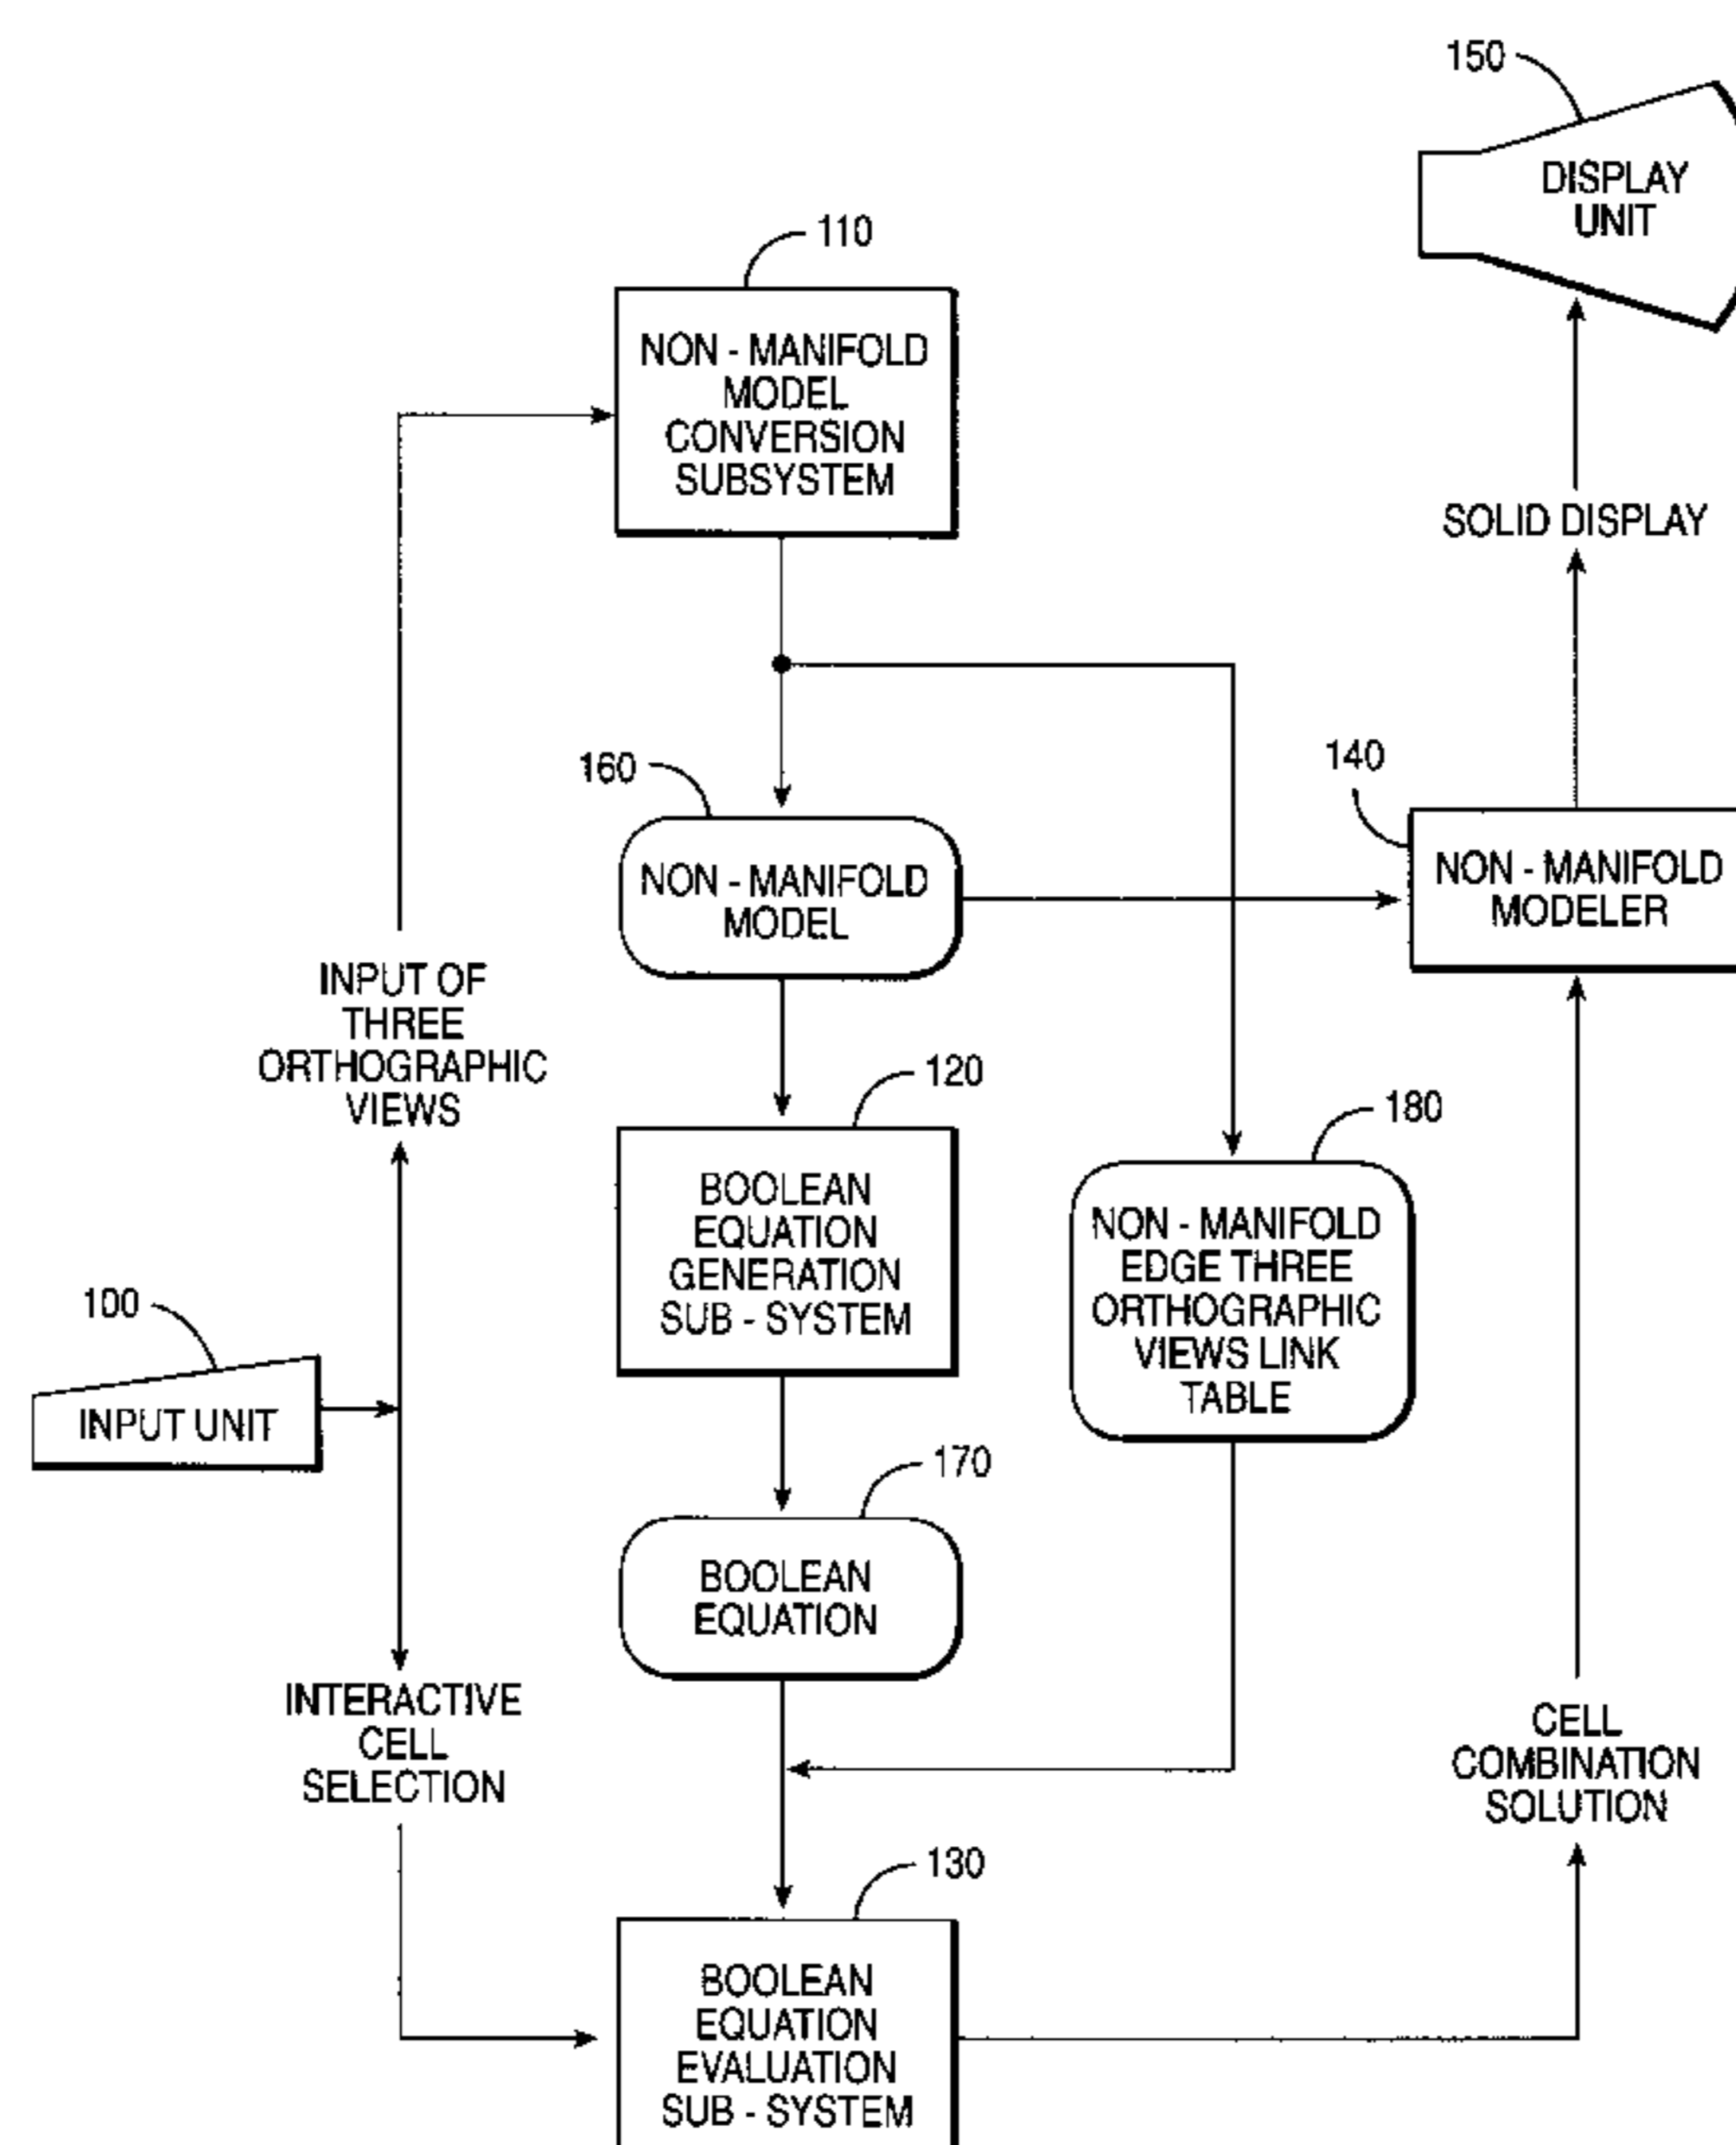 150
DISPLAY
UNIT
110
NON - MANIFOLD
MODEL
CONVERSION
SUBSYSTEM
SOLID DISPLAY
160
NON - MANIFOLD
MODEL
140
NON - MANIFOLD
MODELER
INPUT OF
THREE
ORTHOGRAPHIC
VIEWS
120
BOOLEAN
EQUATION
GENERATION
SUB - SYSTEM
180
NON - MANIFOLD
EDGE THREE
ORTHOGRAPHIC
VIEWS LINK
TABLE
100
INPUT UNIT
170
BOOLEAN
EQUATION
INTERACTIVE
CELL
SELECTION
CELL
COMBINATION
SOLUTION
130
BOOLEAN
EQUATION
EVALUATION
SUB - SYSTEM